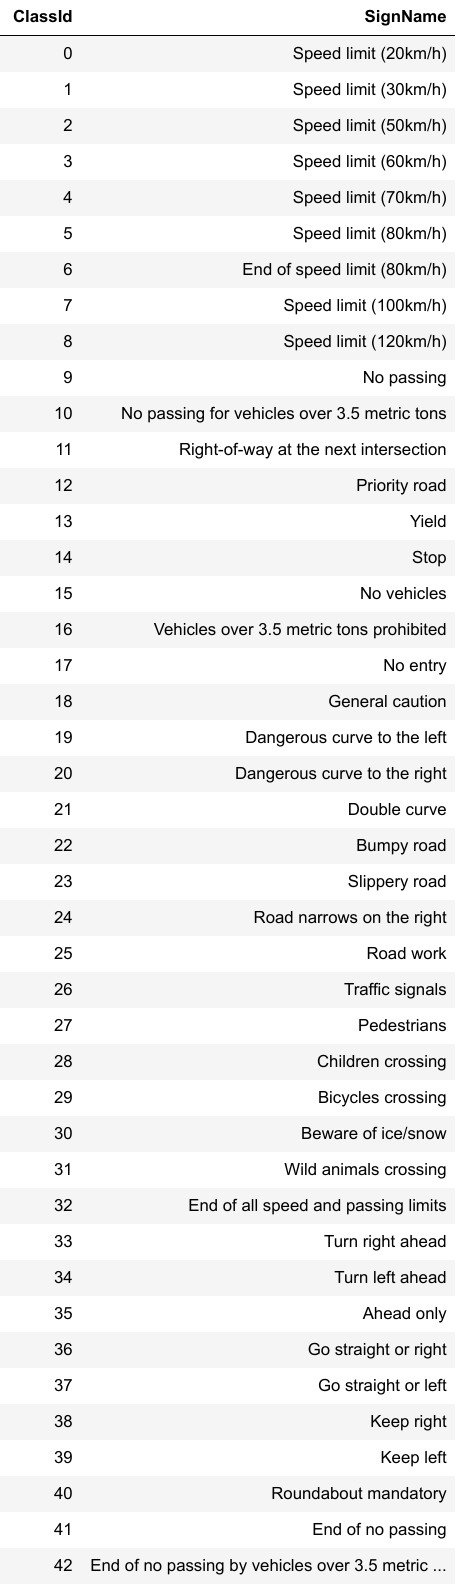 ClassId SignName
0 Speed limit (20km/h)
1 Speed limit (30km/h)
2 Speed limit (50km/h)
3 Speed limit (60km/h)
4 Speed limit (70km/h)
5 Speed limit (80km/h)
6 End of speed limit (80km/h)
7 Speed limit (100km/h)
8 Speed limit (120km/h)
9 No passing
10 No passing for vehicles over 3.5 metric tons
11 Right-of-way at the next intersection
12 Priority road
13 Yield
14 Stop
15 No vehicles
16 Vehicles over 3.5 metric tons prohibited
17 No entry
18 General caution
19 Dangerous curve to the left
20 Dangerous curve to the right
21 Double curve
22 Bumpy road
23 Slippery road
24 Road narrows on the right
25 Road work
26 Traffic signals
27 Pedestrians
28 Children crossing
29 Bicycles crossing
30 Beware of ice/snow
31 Wild animals crossing
32 End of all speed and passing limits
33 Turn right ahead
34 Turn left ahead
35 Ahead only
36 Go straight or right
37 Go straight or left
38 Keep right
39 Keep left
40 Roundabout mandatory
41 End of no passing
42 End of no passing by vehicles over 3.5 metric ...